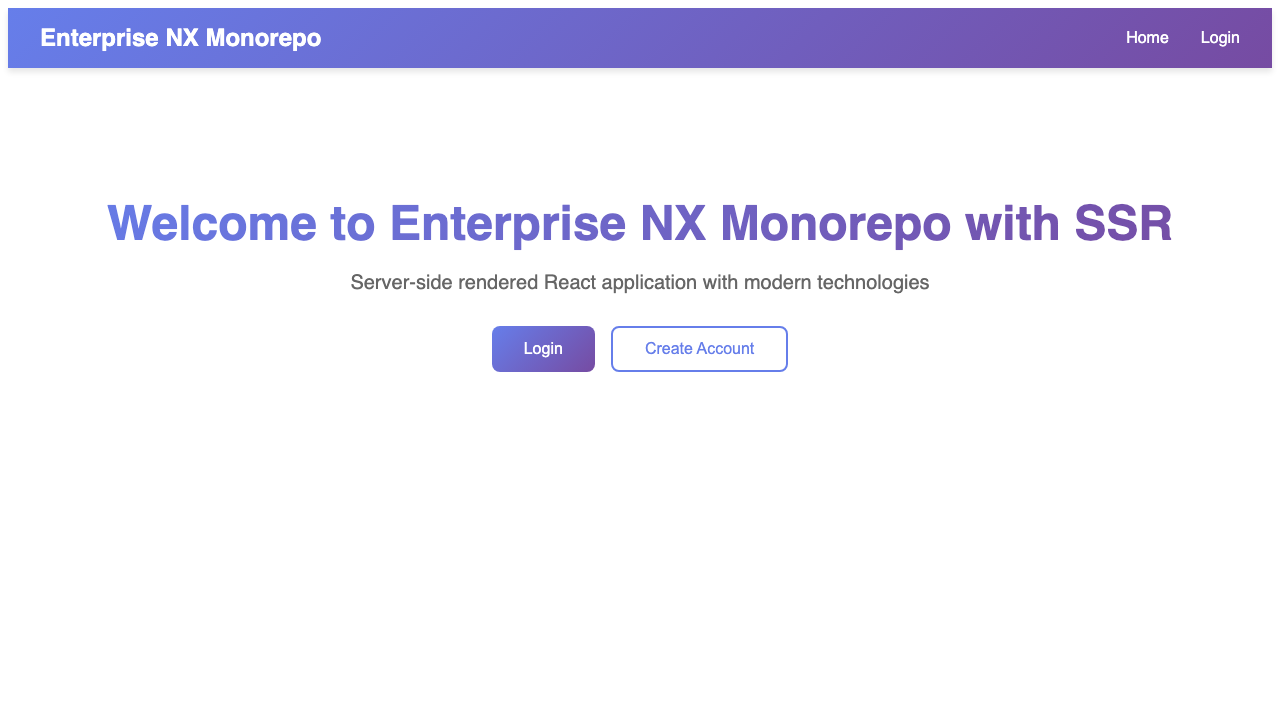 Enterprise NX Monorepo
Home
Login
Welcome to Enterprise NX Monorepo with SSR
Server-side rendered React application with modern technologies
Login
Create Account